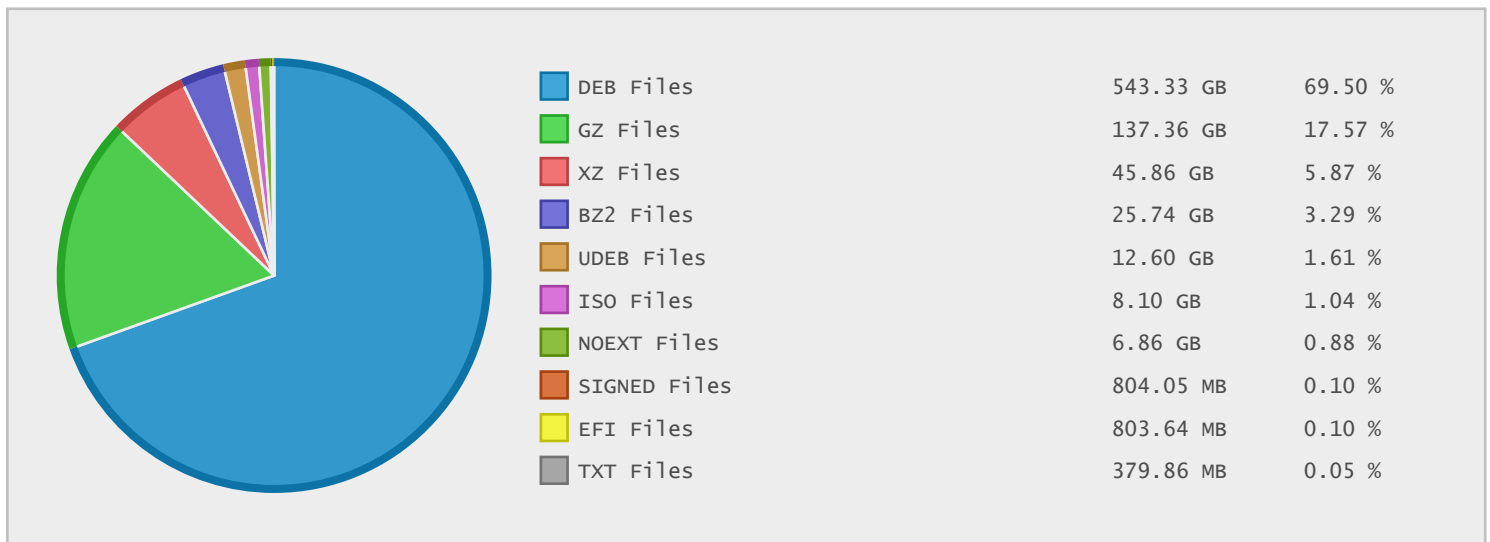 DEB Files 543.33 GB 69.50 %
GZ Files 137.36 GB 17.57 %
XZ Files 45.86 GB 5.87 %
BZ2 Files 25.74 GB 3.29 %
UDEB Files 12.60 GB 1.61 %
ISO Files 8.10 GB 1.04 %
NOEXT Files 6.86 GB 0.88 %
SIGNED Files 804.05 MB 0.10 %
EFI Files 803.64 MB 0.10 %
TXT Files 379.86 MB 0.05 %